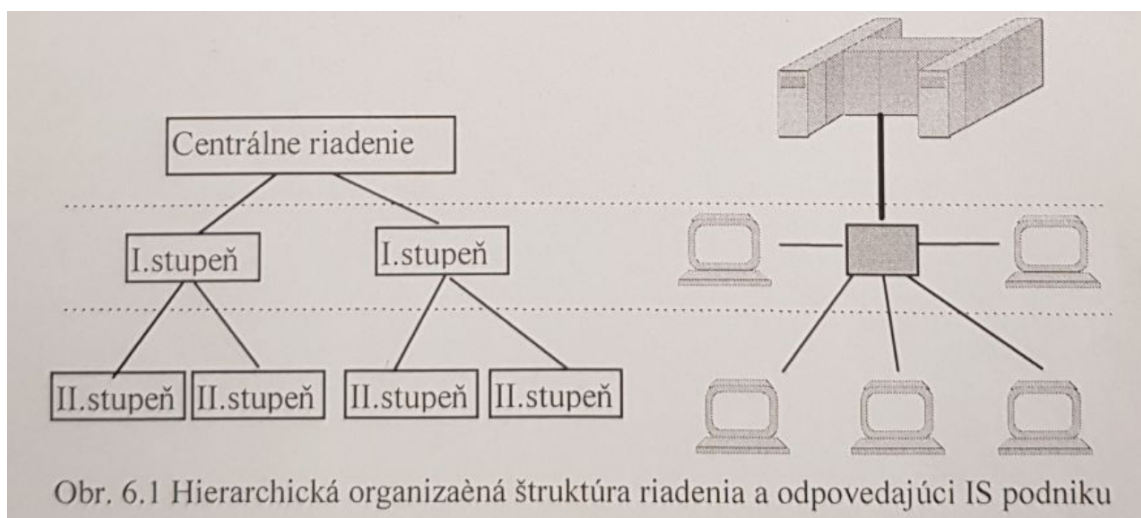 Centrálne riadenie
I.stupeň
I.stupeň
II.stupeň
II.stupeň
II.stupeň
II.stupeň
Obr. 6.1 Hierarchická organizaèná štruktúra riadenia a odpovedajúci IS podniku